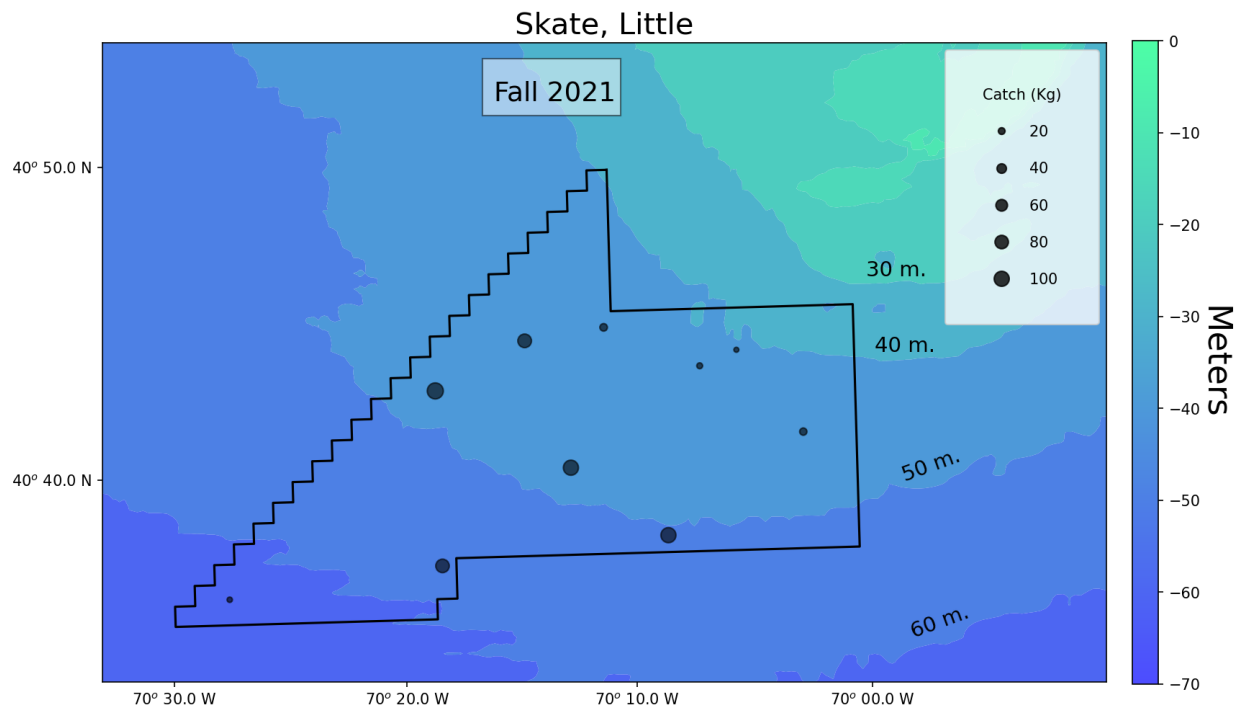 Skate, Little
Fall 2021
Catch (Kg)
20
40
60
80
100
30 m.
40 m.
50 m.
60 m.
40° 50.0 N
40° 40.0 N
70° 30.0 W
70° 20.0 W
70° 10.0 W
70° 00.0 W
0
−10
−20
−30
−40
−50
−60
−70
Meters